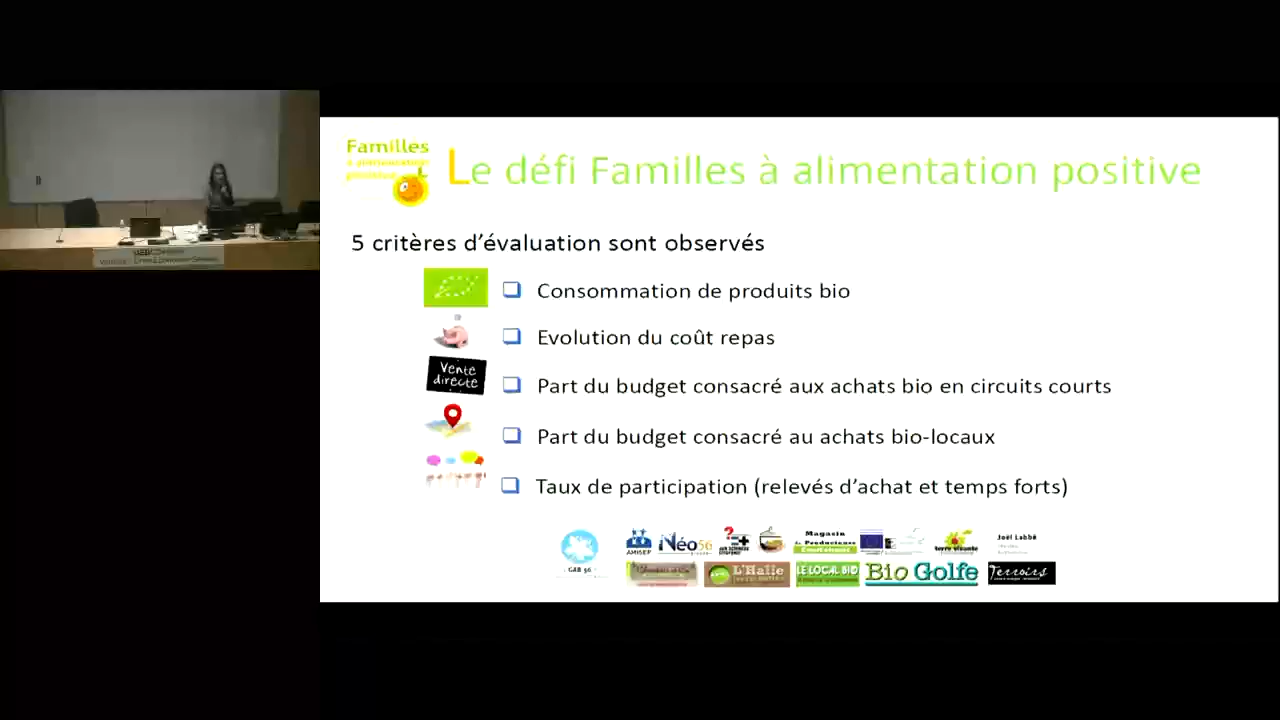 Familles
à alimentation
positive
Le défi Familles à alimentation positive
5 critères d’évaluation sont observés
Consommation de produits bio
Evolution du coût repas
Vente
directe
Part du budget consacré aux achats bio en circuits courts
Part du budget consacré au achats bio-locaux
Taux de participation (relevés d’achat et temps forts)
GAB 56
AMISEP
Néo56
Magasin
de Producteurs
terre vivante
Joël Labbé
L'Halle
LE LOCAL BIO
Bio Golfe
Terroirs